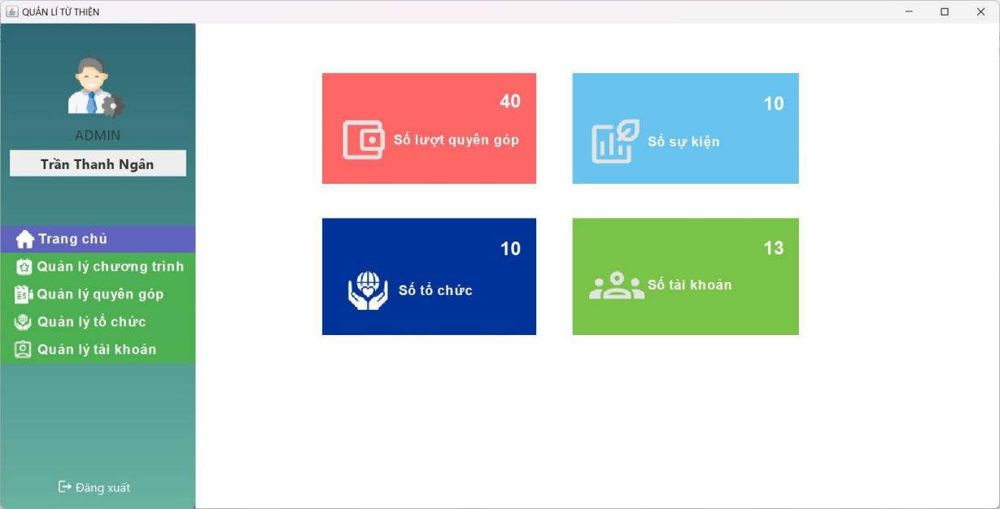 QUẢN LÍ TỪ THIỆN
ADMIN
Trần Thanh Ngân
Trang chủ
Quản lý chương trình
Quản lý quyên góp
Quản lý tổ chức
Quản lý tài khoản
Đăng xuất
40
Số lượt quyên góp
10
Số sự kiện
10
Số tổ chức
13
Số tài khoản